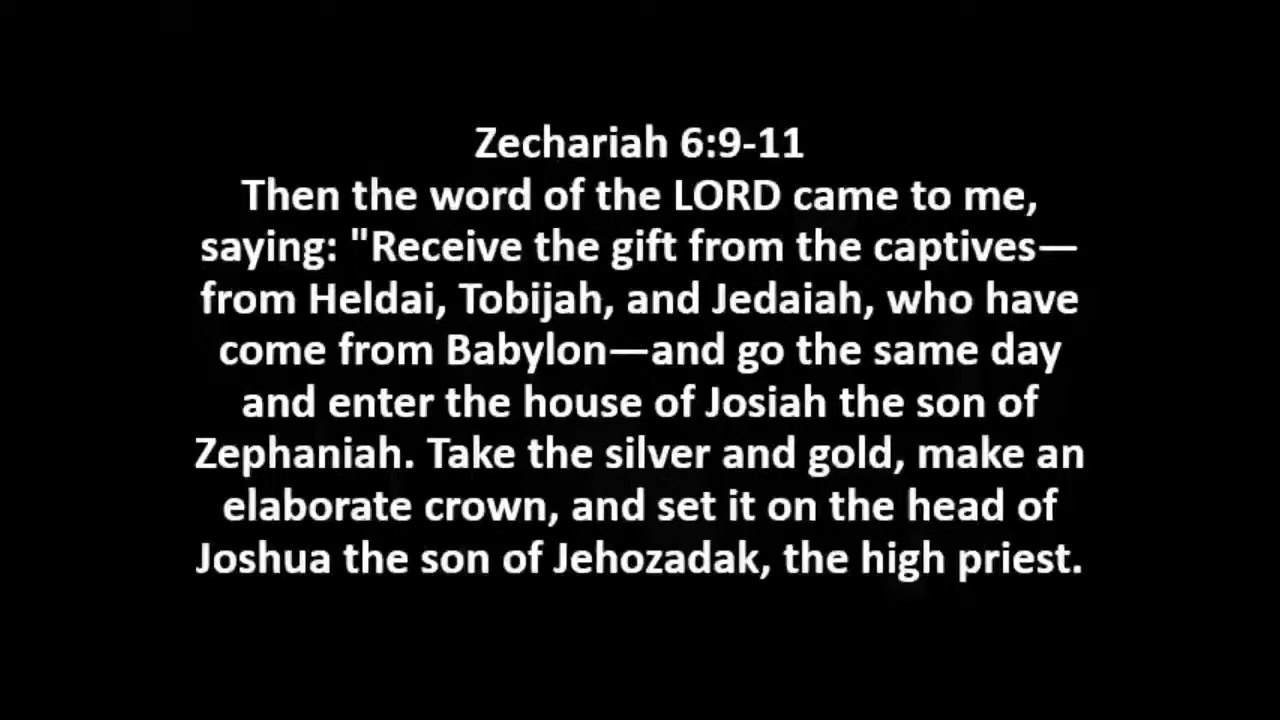 Zechariah 6:9-11
Then the word of the LORD came to me,
saying: "Receive the gift from the captives—
from Heldai, Tobijah, and Jedaiah, who have
come from Babylon—and go the same day
and enter the house of Josiah the son of
Zephaniah. Take the silver and gold, make an
elaborate crown, and set it on the head of
Joshua the son of Jehozadak, the high priest.